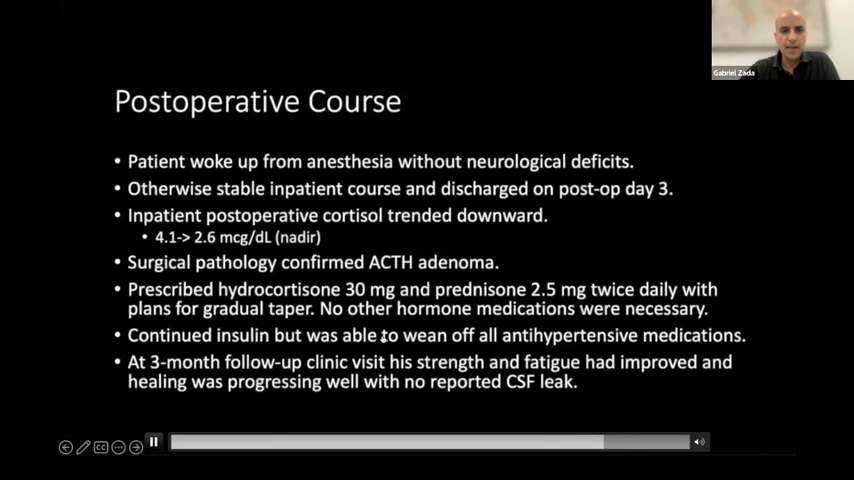 Gabriel Zada
Postoperative Course
• Patient woke up from anesthesia without neurological deficits.
• Otherwise stable inpatient course and discharged on post-op day 3.
• Inpatient postoperative cortisol trended downward.
• 4.1-> 2.6 mcg/dL (nadir)
• Surgical pathology confirmed ACTH adenoma.
• Prescribed hydrocortisone 30 mg and prednisone 2.5 mg twice daily with
plans for gradual taper. No other hormone medications were necessary.
• Continued insulin but was able to wean off all antihypertensive medications.
• At 3-month follow-up clinic visit his strength and fatigue had improved and
healing was progressing well with no reported CSF leak.
CC